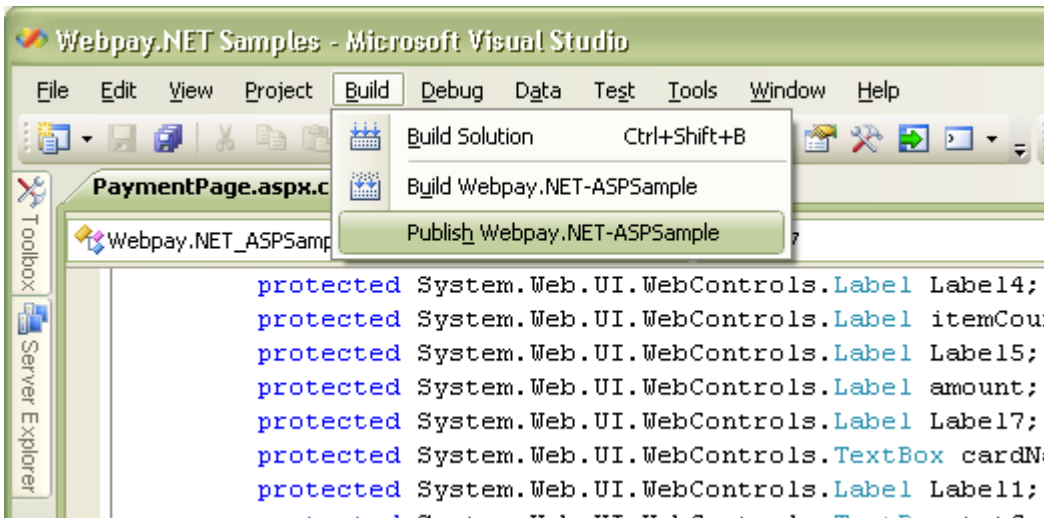 Webpay.NET Samples - Microsoft Visual Studio
File Edit View Project Build Debug Data Test Tools Window Help
Build Solution Ctrl+Shift+B
Build Webpay.NET-ASPSample
Publish Webpay.NET-ASPSample
PaymentPage.aspx.c
Webpay.NET_ASPSamp
Toolbox
Server Explorer
protected System.Web.UI.WebControls.Label Label4;
protected System.Web.UI.WebControls.Label itemCou
protected System.Web.UI.WebControls.Label Label5;
protected System.Web.UI.WebControls.Label amount;
protected System.Web.UI.WebControls.Label Label7;
protected System.Web.UI.WebControls.TextBox cardNa
protected System.Web.UI.WebControls.Label Label1;